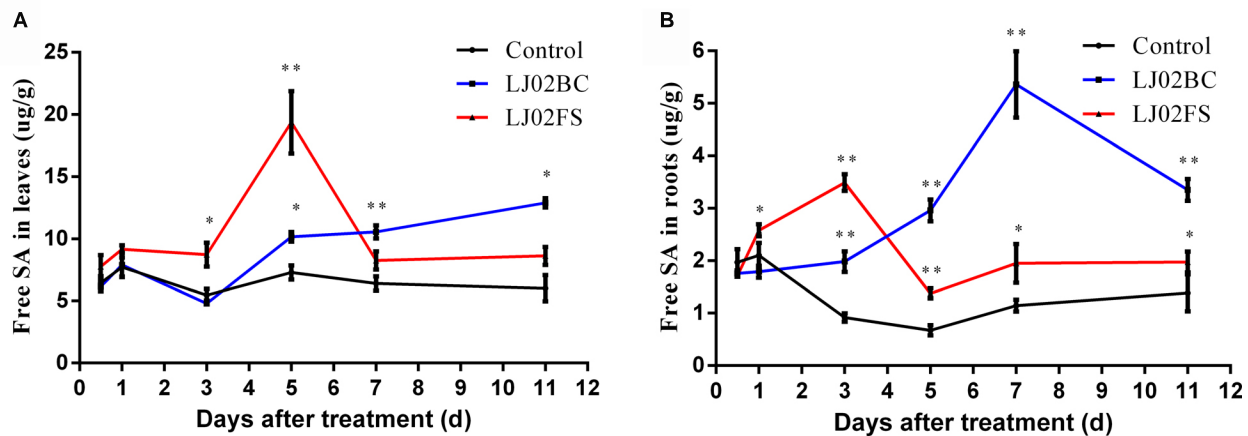 A
Free SA in leaves (ug/g)
25
20
15
10
5
0
Control
LJ02BC
LJ02FS
**
*
*
**
*
0 1 2 3 4 5 6 7 8 9 10 11 12
Days after treatment (d)
B
Free SA in roots (ug/g)
6
5
4
3
2
1
0
Control
LJ02BC
LJ02FS
**
**
**
**
*
**
*
*
**
0 1 2 3 4 5 6 7 8 9 10 11 12
Days after treatment (d)